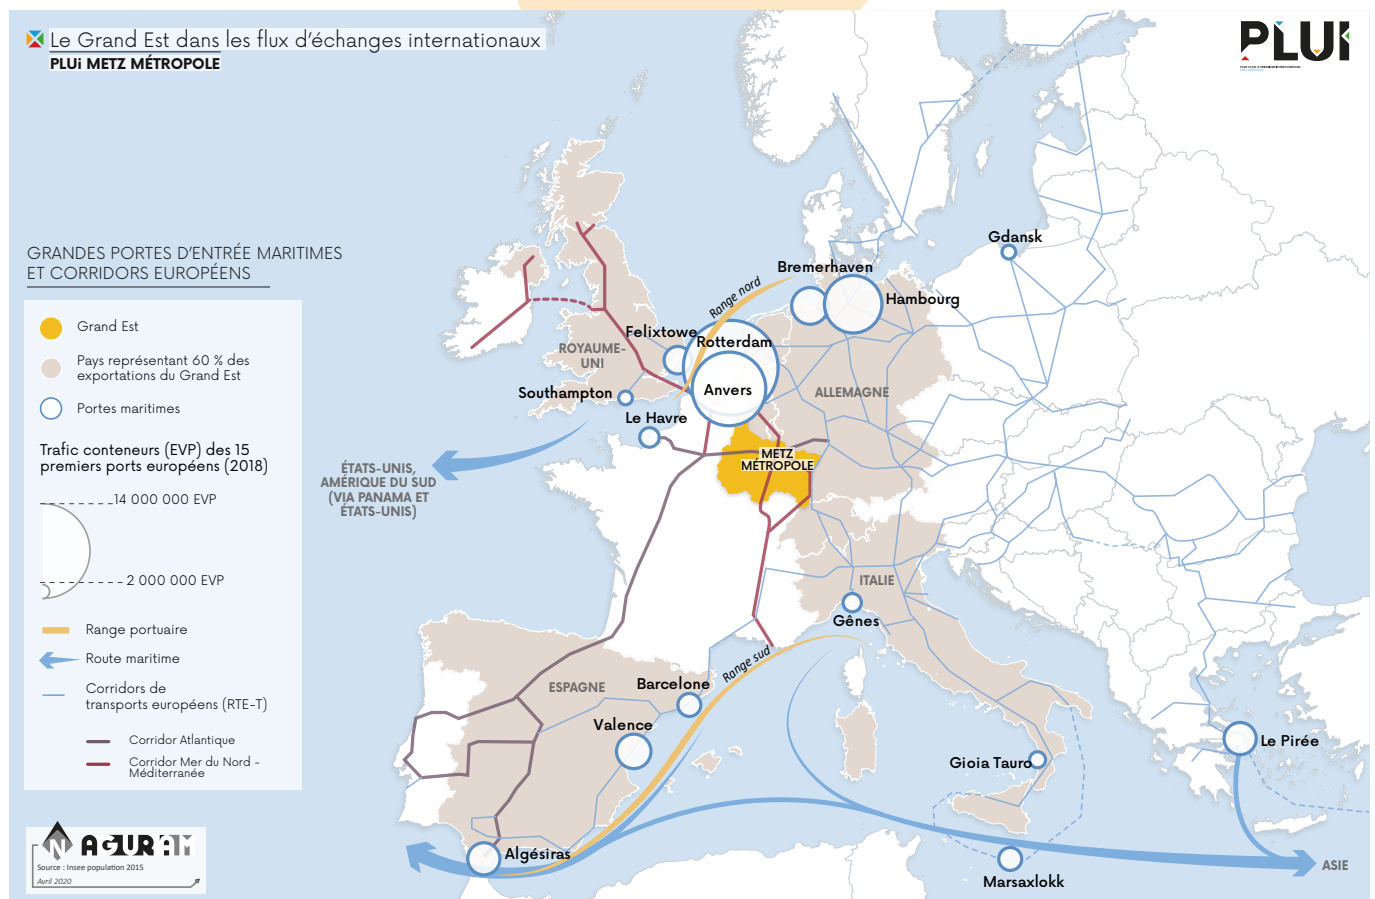 Le Grand Est dans les flux d'échanges internationaux
PLUi METZ MÉTROPOLE
PLUi
GRANDES PORTES D'ENTRÉE MARITIMES
ET CORRIDORS EUROPÉENS
Grand Est
Pays représentant 60 % des
exportations du Grand Est
Portes maritimes
Trafic conteneurs (EVP) des 15
premiers ports européens (2018)
14 000 000 EVP
2 000 000 EVP
Range portuaire
Route maritime
Corridors de
transports européens (RTE-T)
Corridor Atlantique
Corridor Mer du Nord -
Méditerranée
N AGURAM
Source : Insee population 2015
Avril 2020
Gdansk
Bremerhaven
Hambourg
Range nord
Felixtowe
Rotterdam
ROYAUME-
UNI
Anvers
ALLEMAGNE
Southampton
Le Havre
METZ
MÉTROPOLE
ÉTATS-UNIS,
AMÉRIQUE DU SUD
(VIA PANAMA ET
ÉTATS-UNIS)
ITALIE
Gênes
Range sud
ESPAGNE
Barcelone
Valence
Gioia Tauro
Le Pirée
Algésiras
Marsaxlokk
ASIE